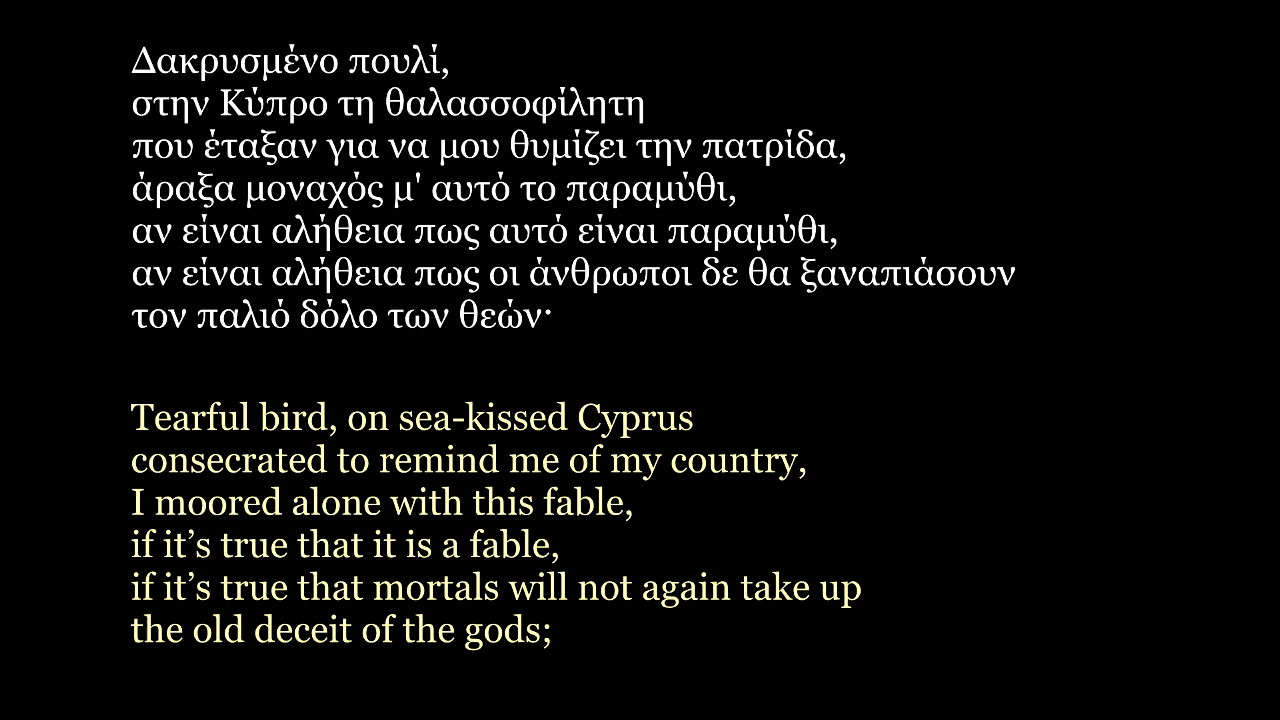 Δακρυσμένο πουλί,
στην Κύπρο τη θαλασσοφίλητη
που έταξαν για να μου θυμίζει την πατρίδα,
άραξα μοναχός μ' αυτό το παραμύθι,
αν είναι αλήθεια πως αυτό είναι παραμύθι,
αν είναι αλήθεια πως οι άνθρωποι δε θα ξαναπιάσουν
τον παλιό δόλο των θεών·
Tearful bird, on sea-kissed Cyprus
consecrated to remind me of my country,
I moored alone with this fable,
if it’s true that it is a fable,
if it’s true that mortals will not again take up
the old deceit of the gods;